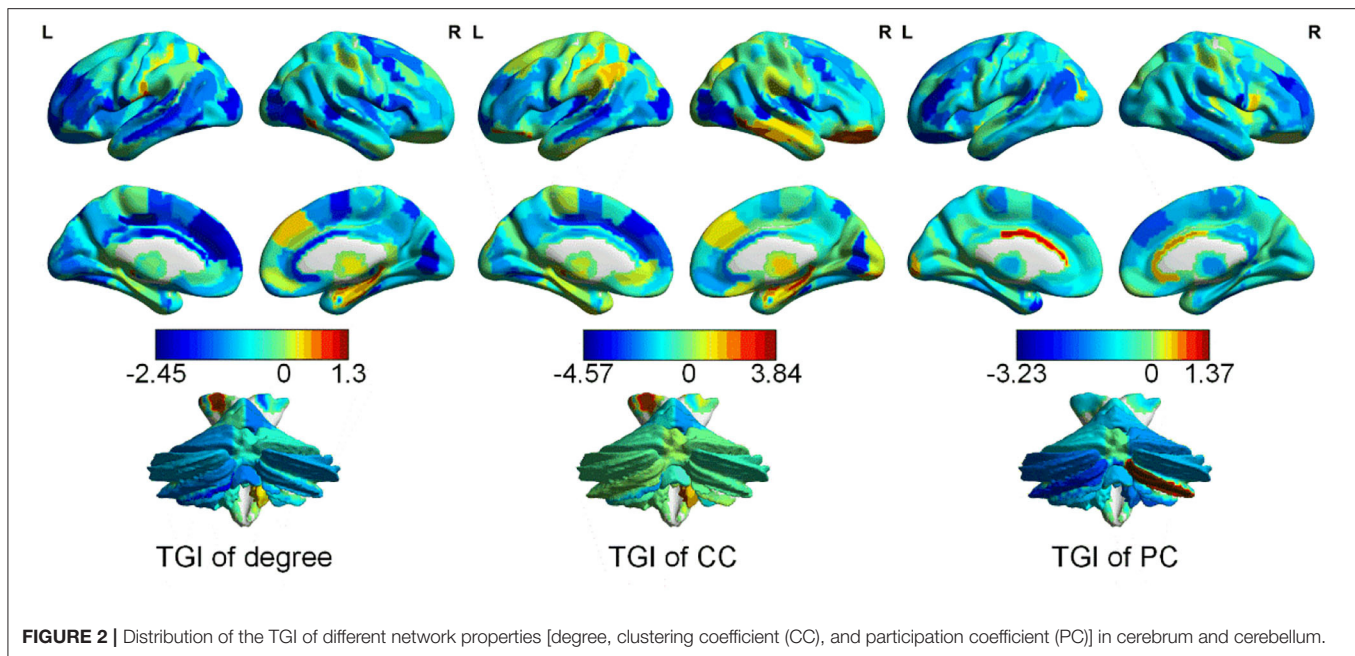 L R L R L R
-2.45 0 1.3 -4.57 0 3.84 -3.23 0 1.37
TGI of degree TGI of CC TGI of PC
FIGURE 2 | Distribution of the TGI of different network properties [degree, clustering coefficient (CC), and participation coefficient (PC)] in cerebrum and cerebellum.